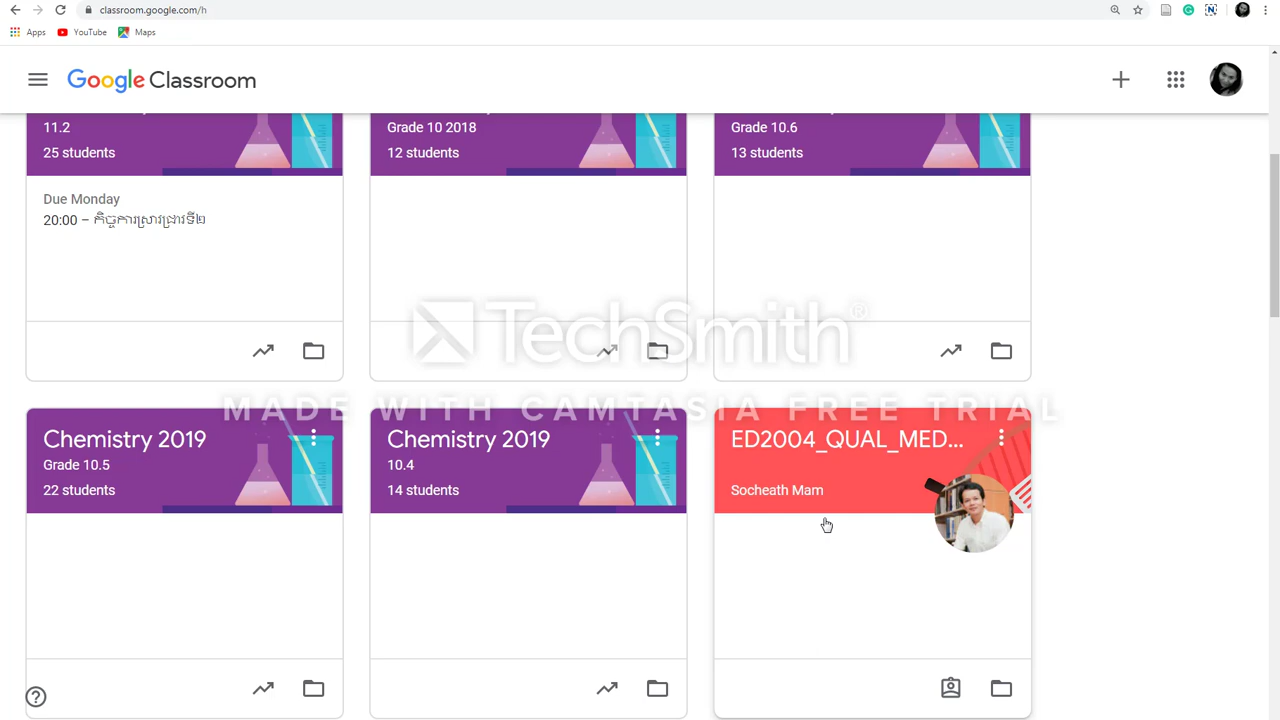 classroom.google.com/h
Apps YouTube Maps
Google Classroom
11.2
25 students
Grade 10 2018
12 students
Grade 10.6
13 students
Due Monday
20:00 – កិច្ចការស្រាវជ្រាវទី២
TechSmith®
MADE WITH CAMTASIA FREE TRIAL
Chemistry 2019
Grade 10.5
22 students
Chemistry 2019
10.4
14 students
ED2004_QUAL_MED...
Socheath Mam